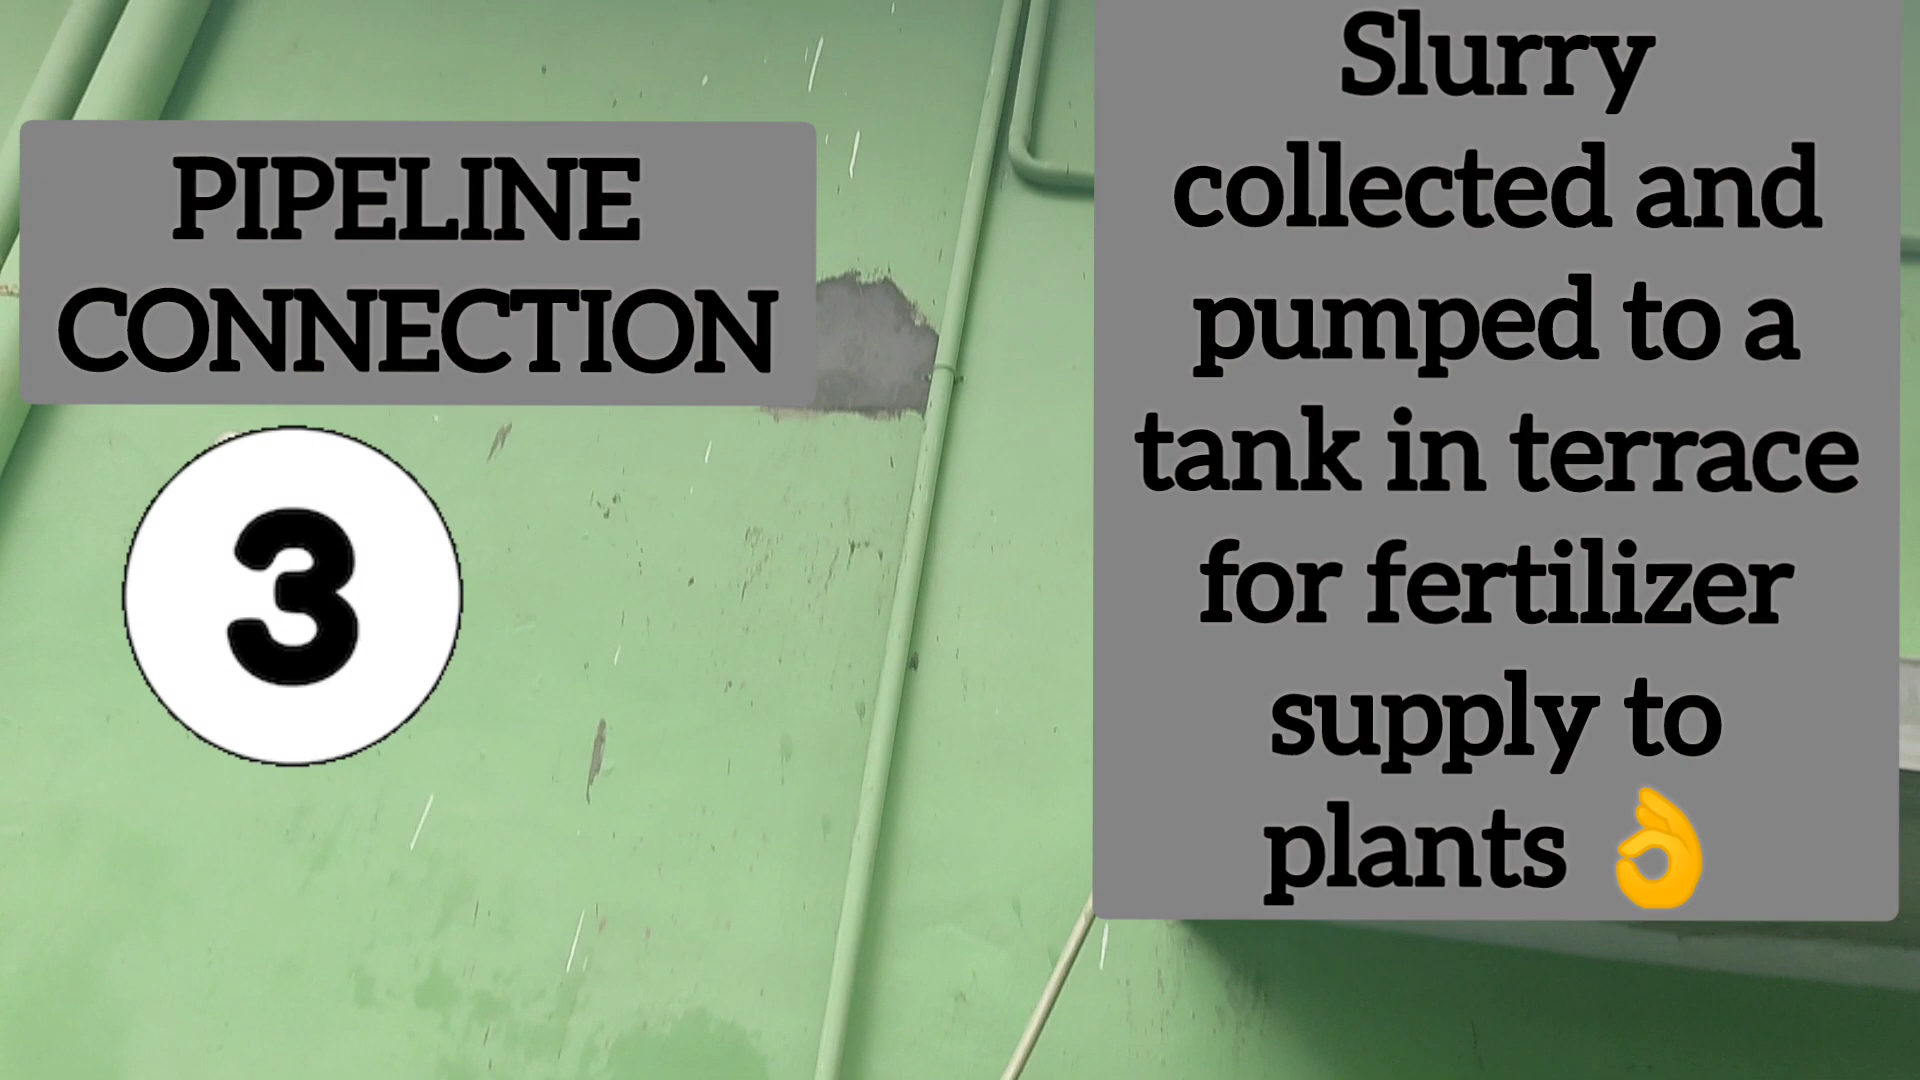 PIPELINE
CONNECTION
3
Slurry
collected and
pumped to a
tank in terrace
for fertilizer
supply to
plants 👌